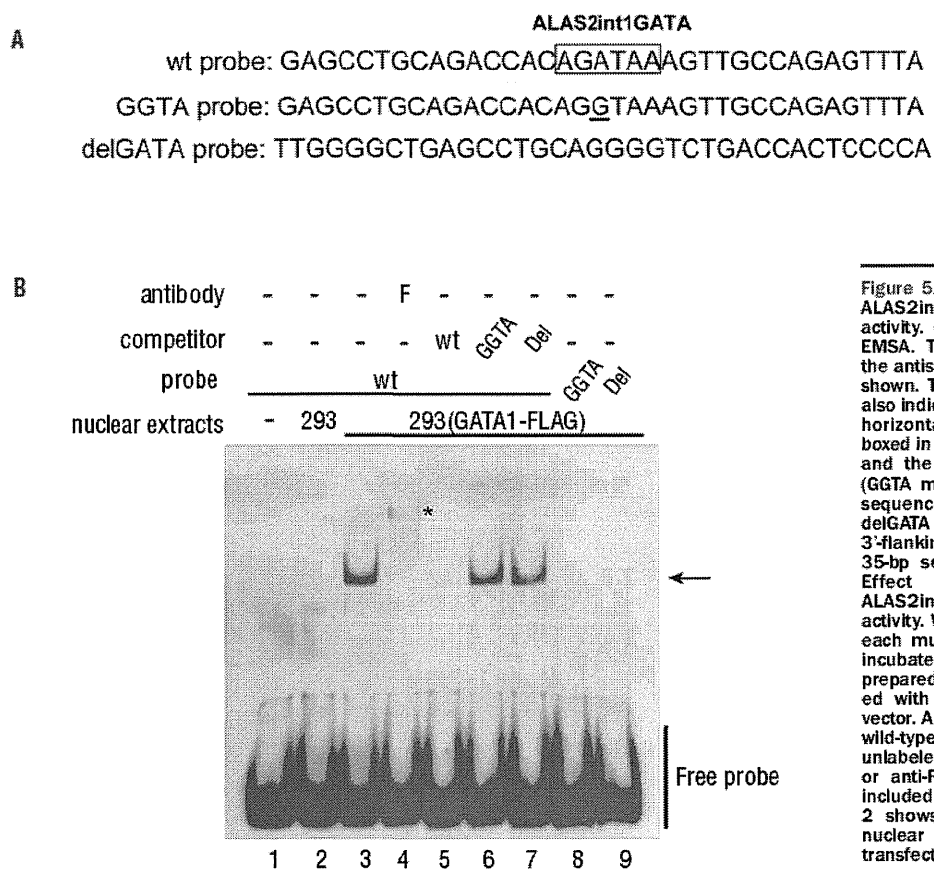 A
ALAS2int1GATA
wt probe: GAGCCTGCAGACCACAGATAAAGTTGCCAGAGTTTA
GGTA probe: GAGCCTGCAGACCACAGGTAAAGTTGCCAGAGTTTA
delGATA probe: TTGGGGCTGAGCCTGCAGGGGTCTGACCACTCCCCA
B
antibody - - - F - - - - -
competitor - - - - wt GGTA Del - -
probe wt GGTA Del
nuclear extracts - 293 293(GATA1-FLAG)
*
Free probe
1 2 3 4 5 6 7 8 9
Figure 5
ALAS2in
activity.
EMSA. T
the antis
shown. T
also indi
horizonta
boxed in
and the
(GGTA m
sequenc
delGATA
3'-flankin
35-bp se
Effect
ALAS2in
activity. W
each mu
incubate
prepared
ed with
vector. A
wild-type
unlabele
or anti-F
included
2 shows
nuclear
transfect